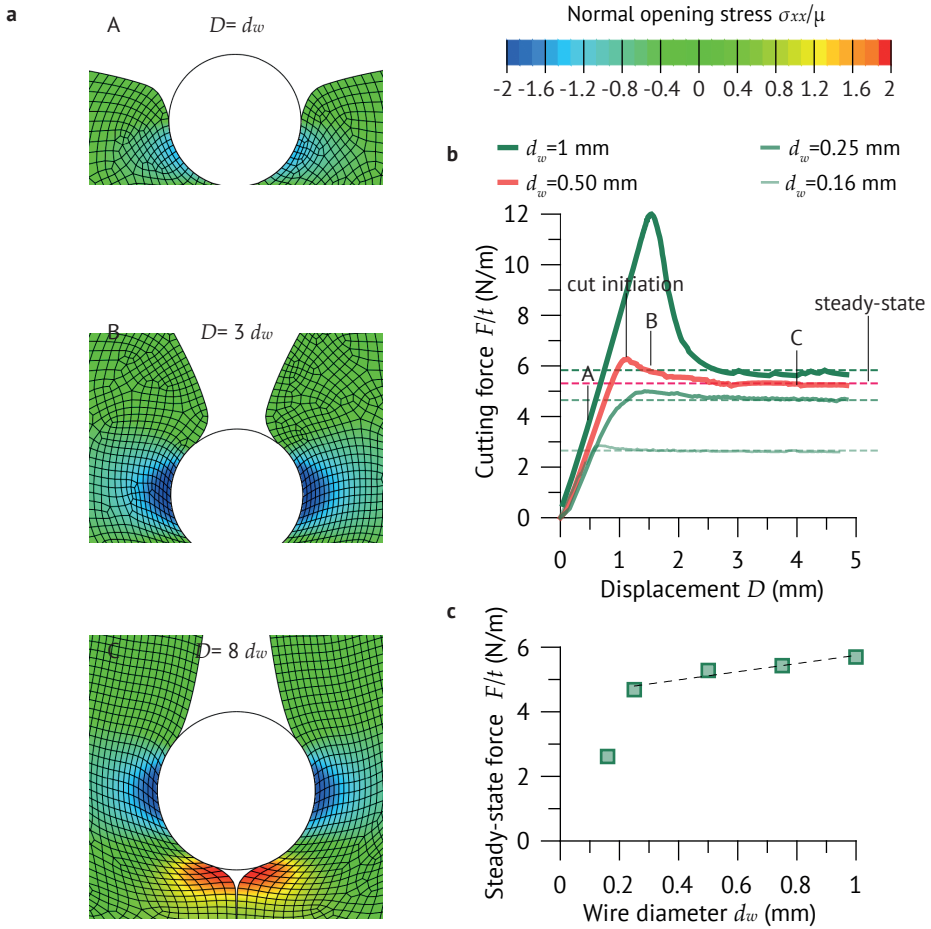 a
A
D= dw
B
D= 3 dw
C
D= 8 dw
Normal opening stress σxx/μ
-2 -1.6 -1.2 -0.8 -0.4 0 0.4 0.8 1.2 1.6 2
b
dw=1 mm
dw=0.25 mm
dw=0.50 mm
dw=0.16 mm
Cutting force F/t (N/m)
12
10
8
6
4
2
0
cut initiation
steady-state
A
B
C
0 1 2 3 4 5
Displacement D (mm)
c
Steady-state force F/t (N/m)
6
4
2
0
0 0.2 0.4 0.6 0.8 1
Wire diameter dw (mm)